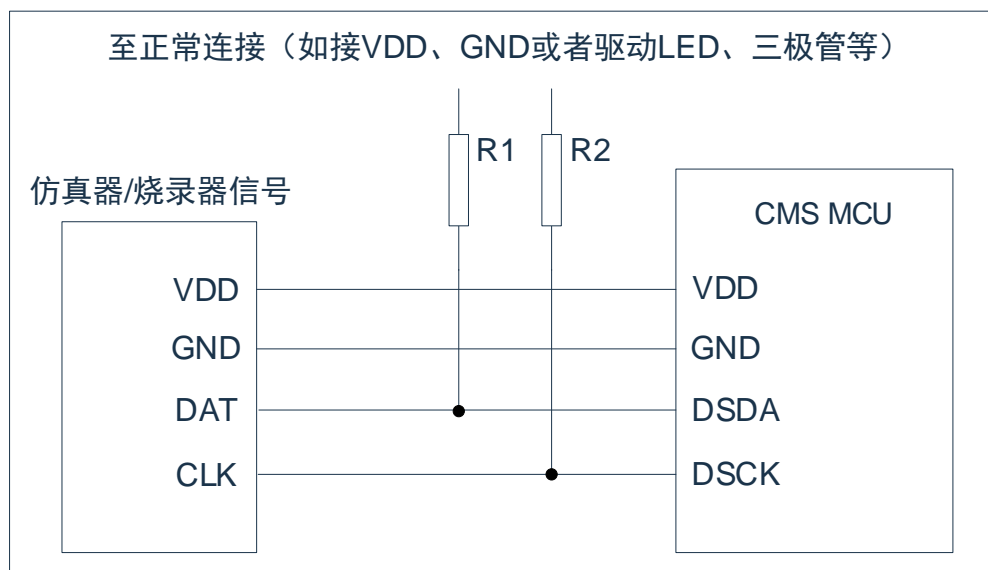 至正常连接（如接VDD、GND或者驱动LED、三极管等）
R1
R2
仿真器/烧录器信号
CMS MCU
VDD
VDD
GND
GND
DAT
DSDA
CLK
DSCK